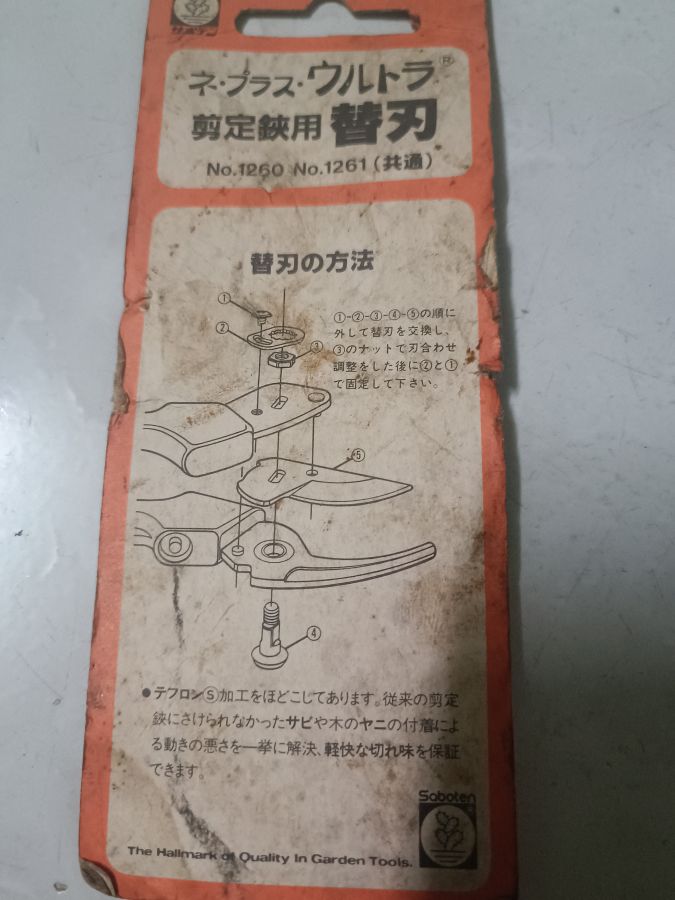 サボテン
ネ・プラス・ウルトラ®
剪定鋏用 替刃
No.1260 No.1261(共通)
替刃の方法
①-②-③-④-⑤の順に
外して替刃を交換し、
③のナットで刃合わせ
調整をした後に②と①
で固定して下さい。
①
②
③
⑤
④
●テフロンⓈ加工をほどこしてあります。従来の剪定
鋏にさけられなかったサビや木のヤニの付着によ
る動きの悪さを一挙に解決、軽快な切れ味を保証
できます。
Saboten
The Hallmark of Quality In Garden Tools.